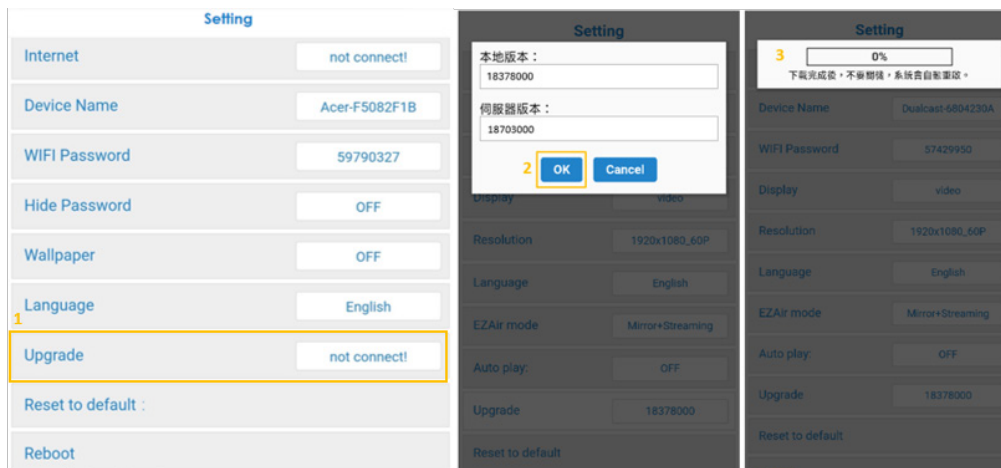 Setting
Internet
not connect!
Device Name
Acer-F5082F1B
WIFI Password
59790327
Hide Password
OFF
Wallpaper
OFF
Language
English
1
Upgrade
not connect!
Reset to default :
Reboot
Setting
本地版本：
18378000
伺服器版本：
18703000
2
OK
Cancel
Display
video
Resolution
1920x1080_60P
Language
English
EZAir mode
Mirror+Streaming
Auto play:
OFF
Upgrade
18378000
Reset to default
Setting
3
0%
下載完成後，不要關機，系統會自動重啟。
Device Name
Dualcast-6804230A
WIFI Password
57429950
Display
video
Resolution
1920x1080_60P
Language
English
EZAir mode
Mirror+Streaming
Auto play:
OFF
Upgrade
18378000
Reset to default